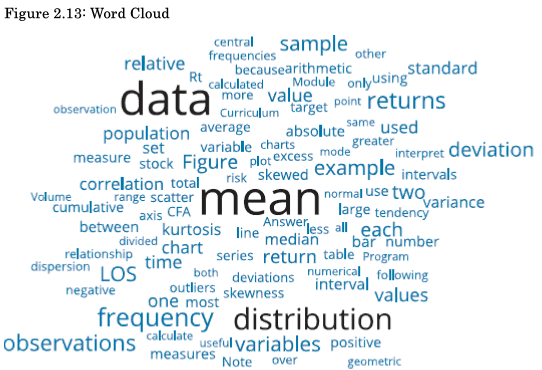 Figure 2.13: Word Cloud
central sample other
frequencies
relative because arithmetic standard
Rt calculated Module only using
data more value target point returns
observation Curriculum
population average absolute same used
set variable charts greater
measure stock Figure plot excess mode interpret deviation
risk skewed example intervals
correlation total mean normal use two
Volume range scatter variance
cumulative axis CFA large tendency
between kurtosis line Answer less all each
divided chart median bar number
relationship time series return table Program
dispersion LOS both deviations numerical following
negative outliers interval values
one most skewness
frequency distribution
observations calculate useful variables positive
measures Note over geometric